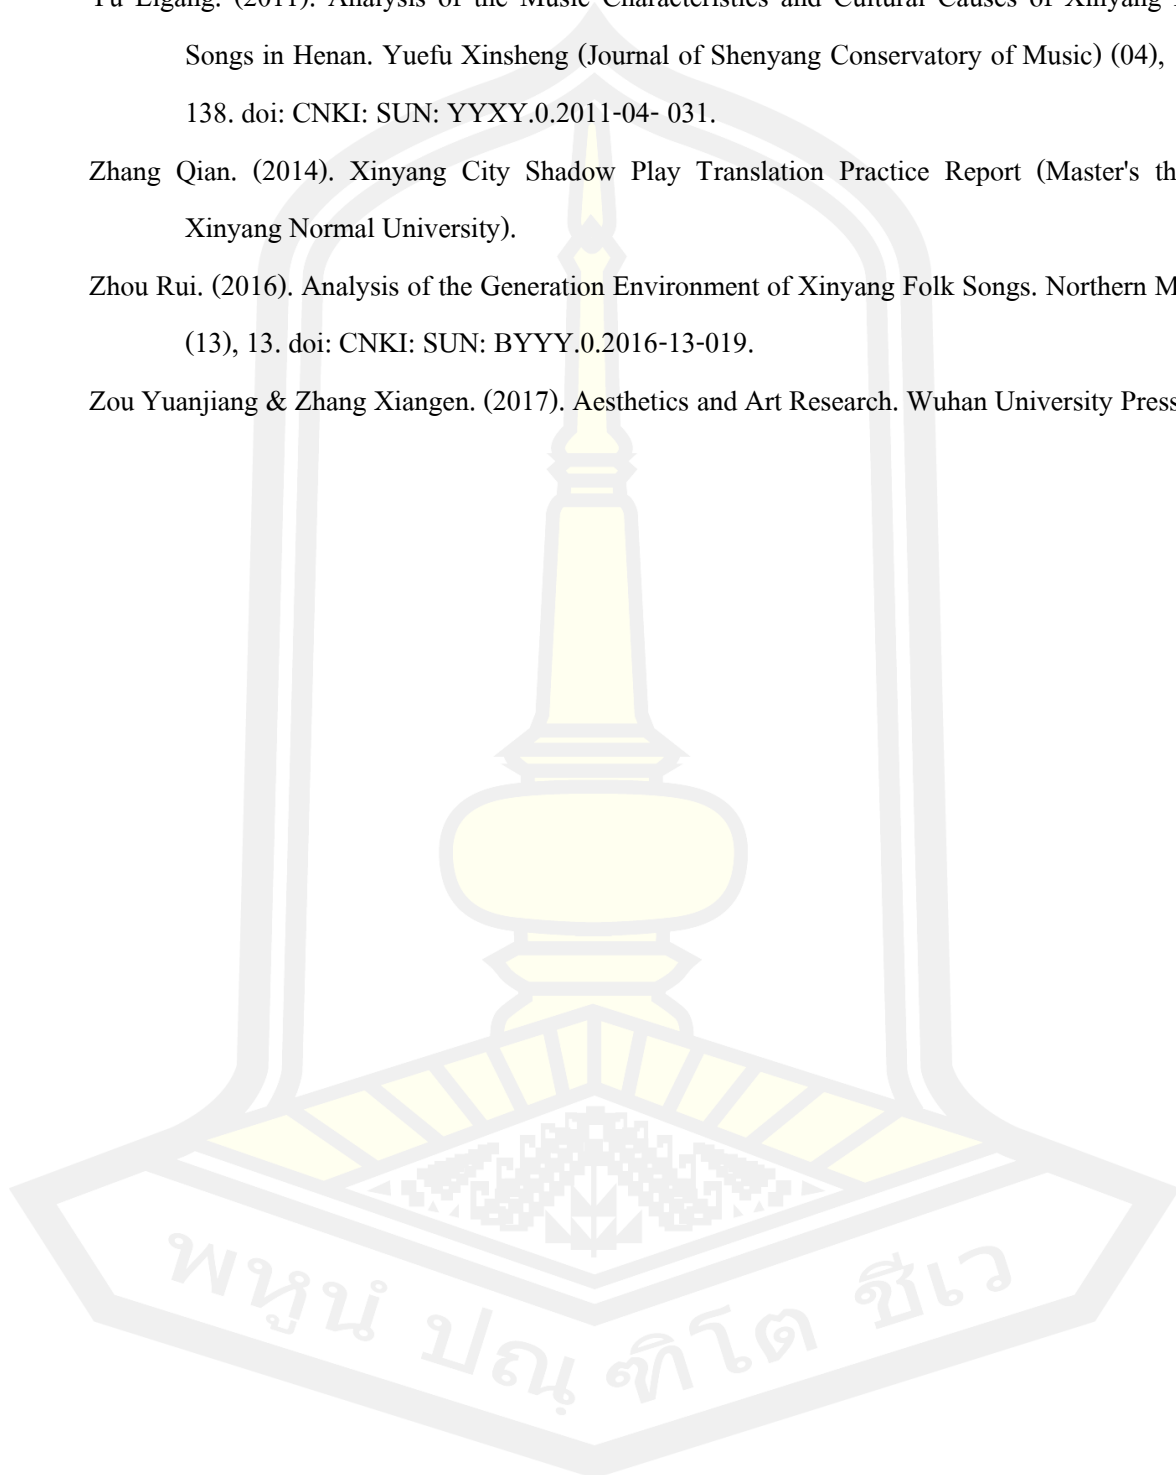 (2011). Analysis of the Music Characteristics and Cultural Causes of Xinyang
Songs in Henan. Yuefu Xinsheng (Journal of Shenyang Conservatory of Music) (04),
138. doi: CNKI: SUN: YYXY.0.2011-04- 031.
Zhang Qian. (2014). Xinyang City Shadow Play Translation Practice Report (Master's th
Xinyang Normal University).
Zhou Rui. (2016). Analysis of the Generation Environment of Xinyang Folk Songs. Northern M
(13), 13. doi: CNKI: SUN: BYYY.0.2016-13-019.
Zou Yuanjiang & Zhang Xiangen. (2017). Aesthetics and Art Research. Wuhan University Press
พหูนํ ปณฺ ฑิโต ชีเว